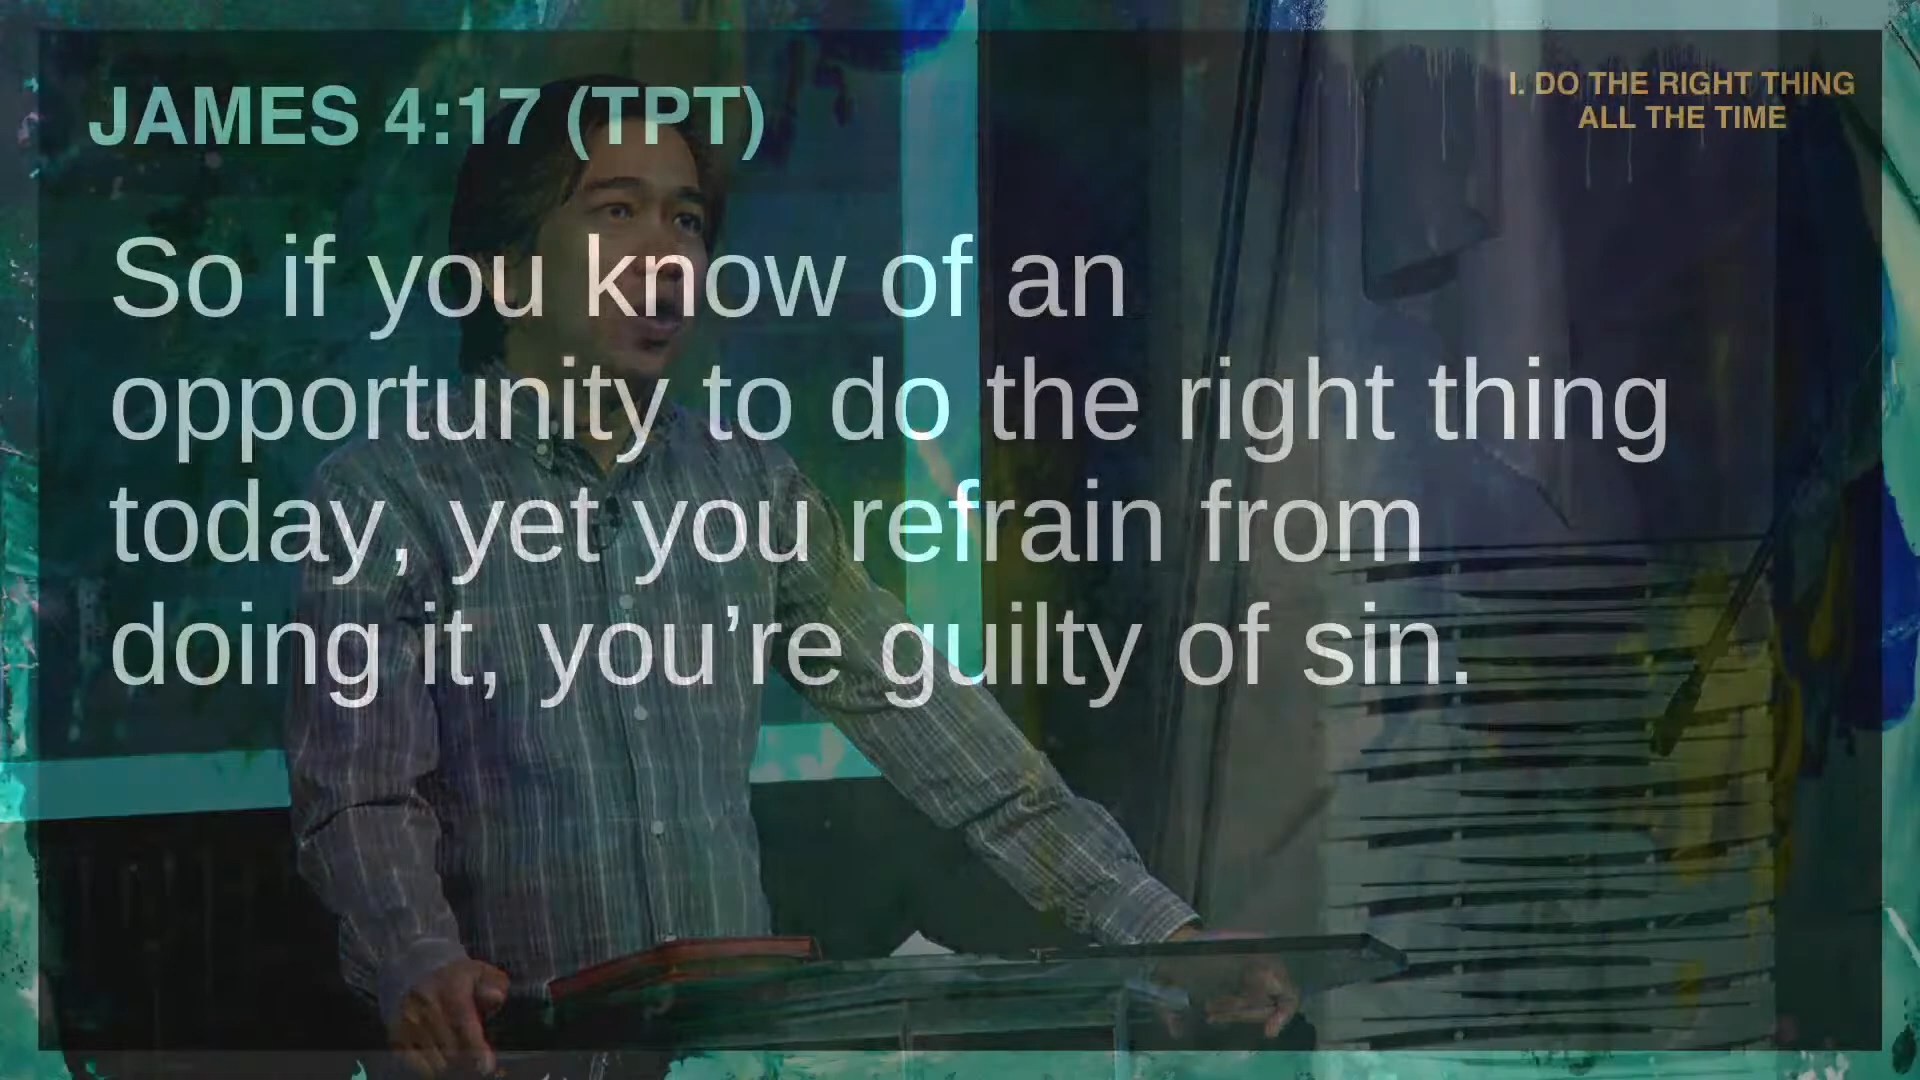 JAMES 4:17 (TPT)
I. DO THE RIGHT THING
ALL THE TIME
So if you know of an
opportunity to do the right thing
today, yet you refrain from
doing it, you’re guilty of sin.